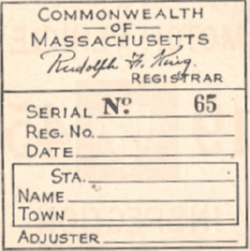 COMMONWEALTH
—OF—
MASSACHUSETTS
Rudolph F. King.
REGISTRAR
SERIAL No. 65
REG. NO.
DATE
STA.
NAME
TOWN
ADJUSTER